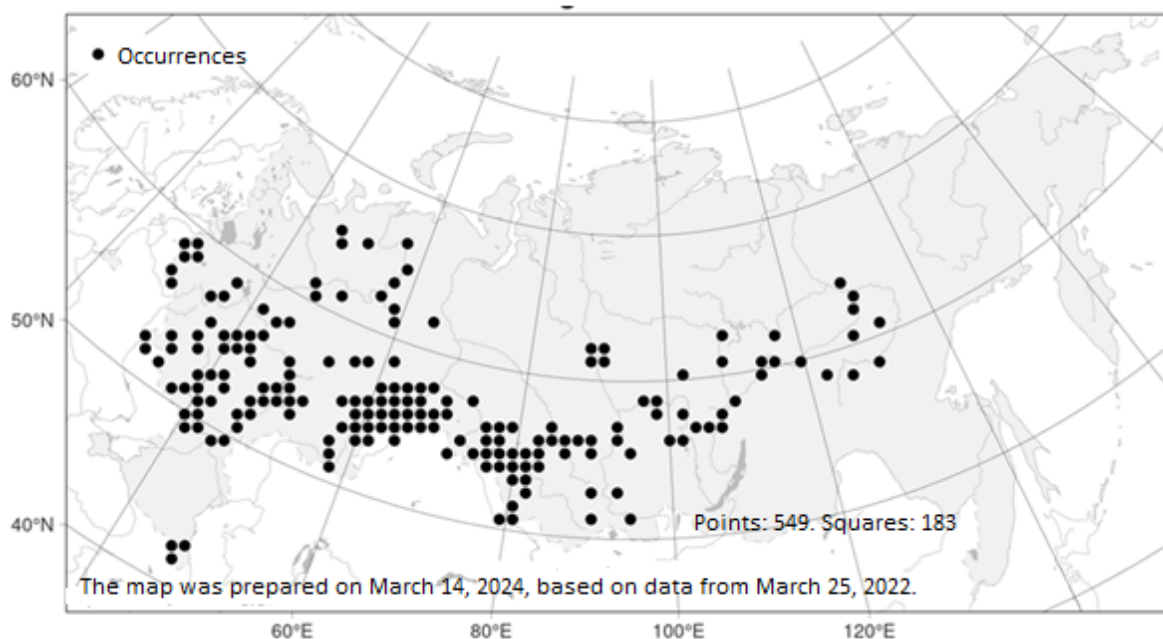 60°N
Occurrences
50°N
40°N
Points: 549. Squares: 183
The map was prepared on March 14, 2024, based on data from March 25, 2022.
60°E 80°E 100°E 120°E